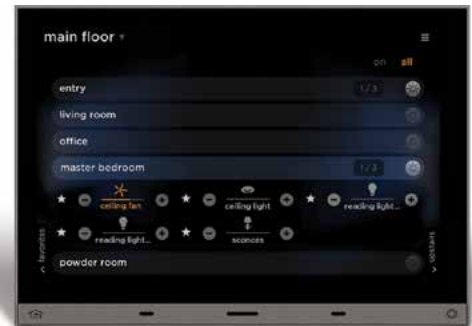 main floor
on all
entry 1/3
living room
office
master bedroom 1/3
ceiling fan ceiling light reading light...
reading light... sconces
favorites
upstairs
powder room